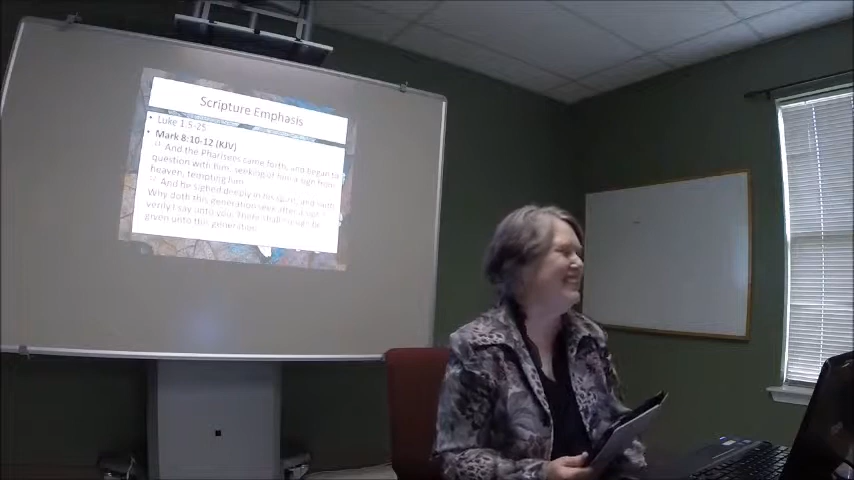 Scripture Emphasis
• Luke 1.5-25
• Mark 8:10-12 (KJV)
11 And the Pharisees came forth, and began to
question with him, seeking of him a sign from
heaven, tempting him.
12 And he sighed deeply in his spirit, and saith,
Why doth this generation seek after a sign?
verily I say unto you, There shall no sign be
given unto this generation.